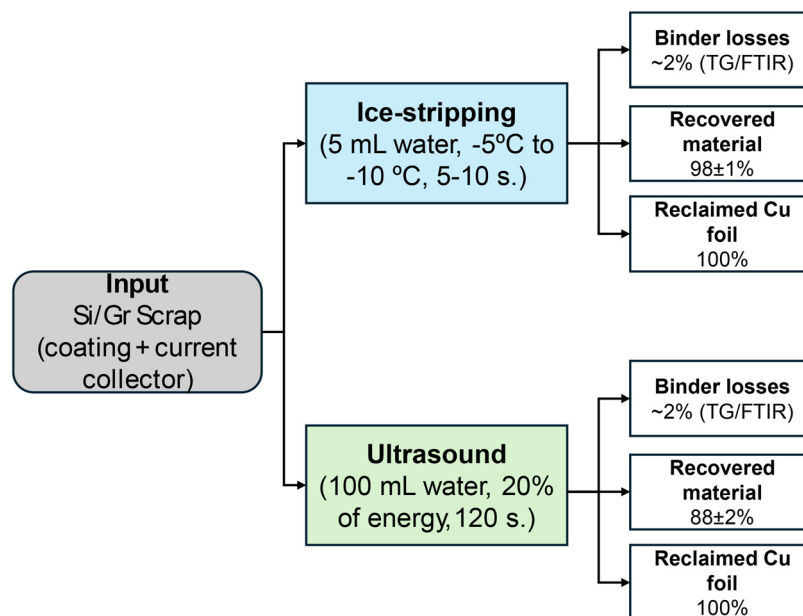 Input
Si/Gr Scrap
(coating + current
collector)
Ice-stripping
(5 mL water, -5ºC to
-10 ºC, 5-10 s.)
Binder losses
~2% (TG/FTIR)
Recovered
material
98±1%
Reclaimed Cu
foil
100%
Ultrasound
(100 mL water, 20%
of energy, 120 s.)
Binder losses
~2% (TG/FTIR)
Recovered
material
88±2%
Reclaimed Cu
foil
100%